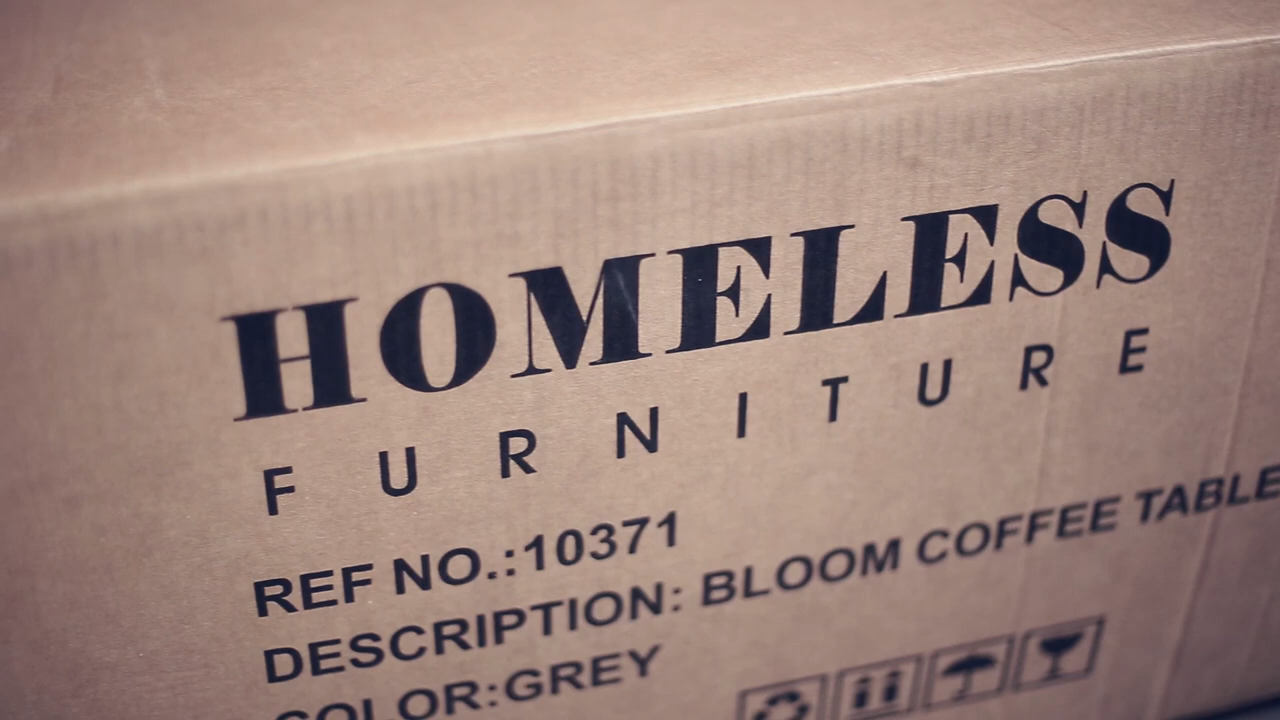 HOMELESS
FURNITURE
REF NO.:10371
DESCRIPTION: BLOOM COFFEE TABLE
COLOR:GREY